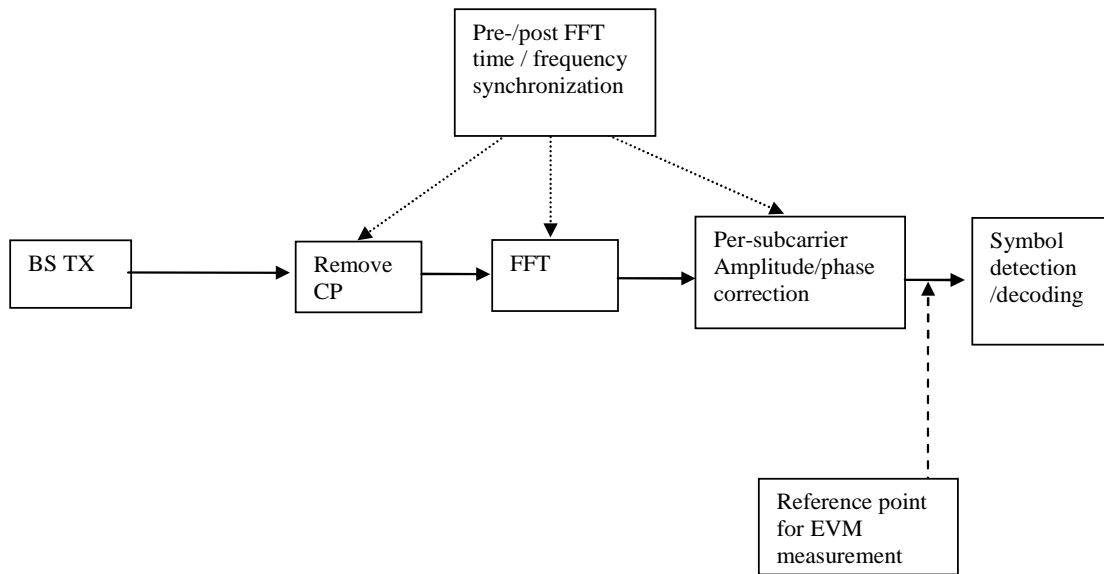 Pre-/post FFT
time / frequency
synchronization
BS TX
Remove
CP
FFT
Per-subcarrier
Amplitude/phase
correction
Symbol
detection
/decoding
Reference point
for EVM
measurement